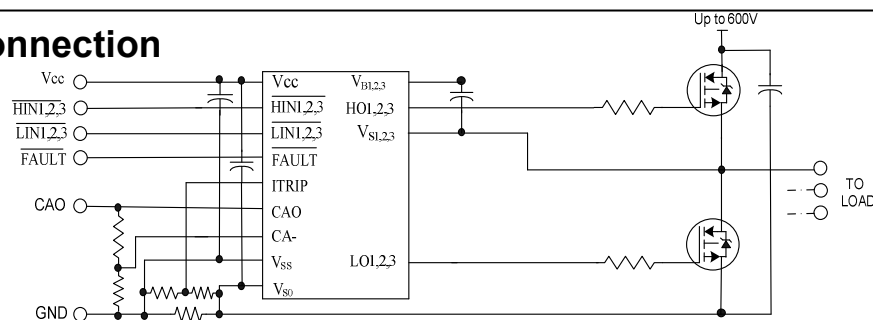 Up to 600V
onnection
Vcc
HIN1,2,3
LIN1,2,3
FAULT
CAO
GND
Vcc
HIN1,2,3
LIN1,2,3
FAULT
ITRIP
CAO
CA-
VSS
VS0
VB1,2,3
HO1,2,3
VS1,2,3
LO1,2,3
TO
LOAD